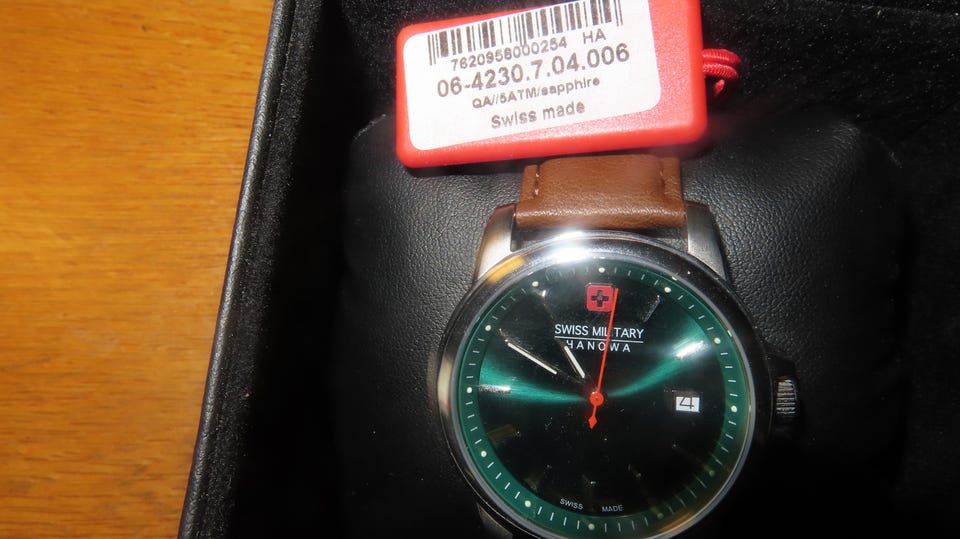 7620958000254 HA
06-4230.7.04.006
QA//5ATM/sapphire
Swiss made
SWISS MILITARY
HANOWA
4
SWISS MADE